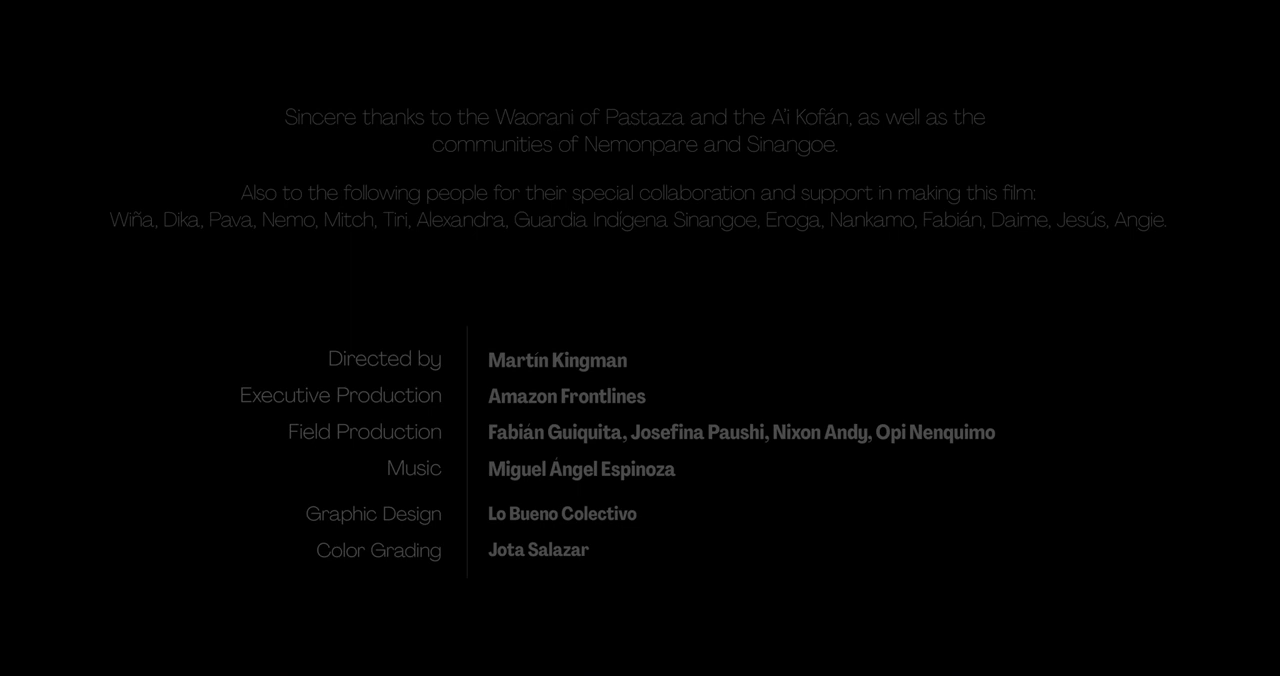 Sincere thanks to the Waorani of Pastaza and the A'i Kofán, as well as the
communities of Nemonpare and Sinangoe.
Also to the following people for their special collaboration and support in making this film:
Wiña, Dika, Pava, Nemo, Mitch, Tiri, Alexandra, Guardia Indígena Sinangoe, Eroga, Nankamo, Fabián, Daime, Jesús, Angie.
Directed by Martín Kingman
Executive Production Amazon Frontlines
Field Production Fabián Guiquita, Josefina Paushi, Nixon Andy, Opi Nenquimo
Music Miguel Ángel Espinoza
Graphic Design Lo Bueno Colectivo
Color Grading Jota Salazar